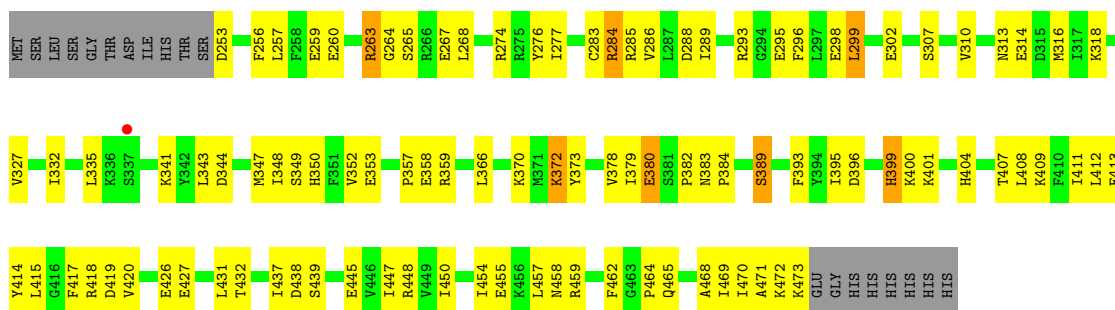 MET SER LEU SER GLY THR ASP ILE HIS THR SER D253 F256 L257 F258 E259 E260 R263 G264 S265 R266 E267 L268 R274 R275 Y276 I277 C283 R284 R285 V286 L287 D288 I289 R293 G294 E295 F296 L297 E298 L299 E302 S307 V310 N313 E314 D315 M316 I317 K318
V327 I332 L335 K336 S337 K341 Y342 L343 D344 M347 I348 S349 H350 F351 V352 E353 P357 E358 R359 L366 K370 M371 K372 Y373 V378 I379 E380 S381 P382 N383 P384 S389 F393 Y394 I395 D396 H399 K400 K401 H404 T407 L408 K409 F410 I411 L412
Y414 L415 G416 F417 R418 D419 V420 E426 E427 L431 T432 I437 D438 S439 E445 V446 I447 R448 V449 I450 I454 E455 K456 L457 N458 R459 F462 G463 P464 Q465 A468 I469 I470 A471 K472 K473 GLU GLY HIS HIS HIS HIS HIS HIS